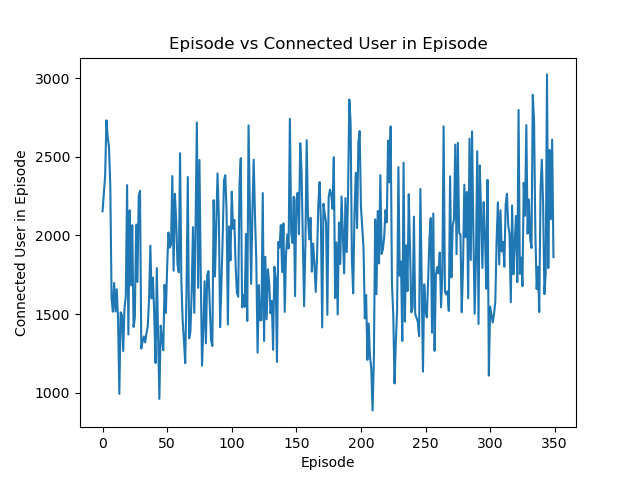 Episode vs Connected User in Episode
Connected User in Episode
3000
2500
2000
1500
1000
0 50 100 150 200 250 300 350
Episode